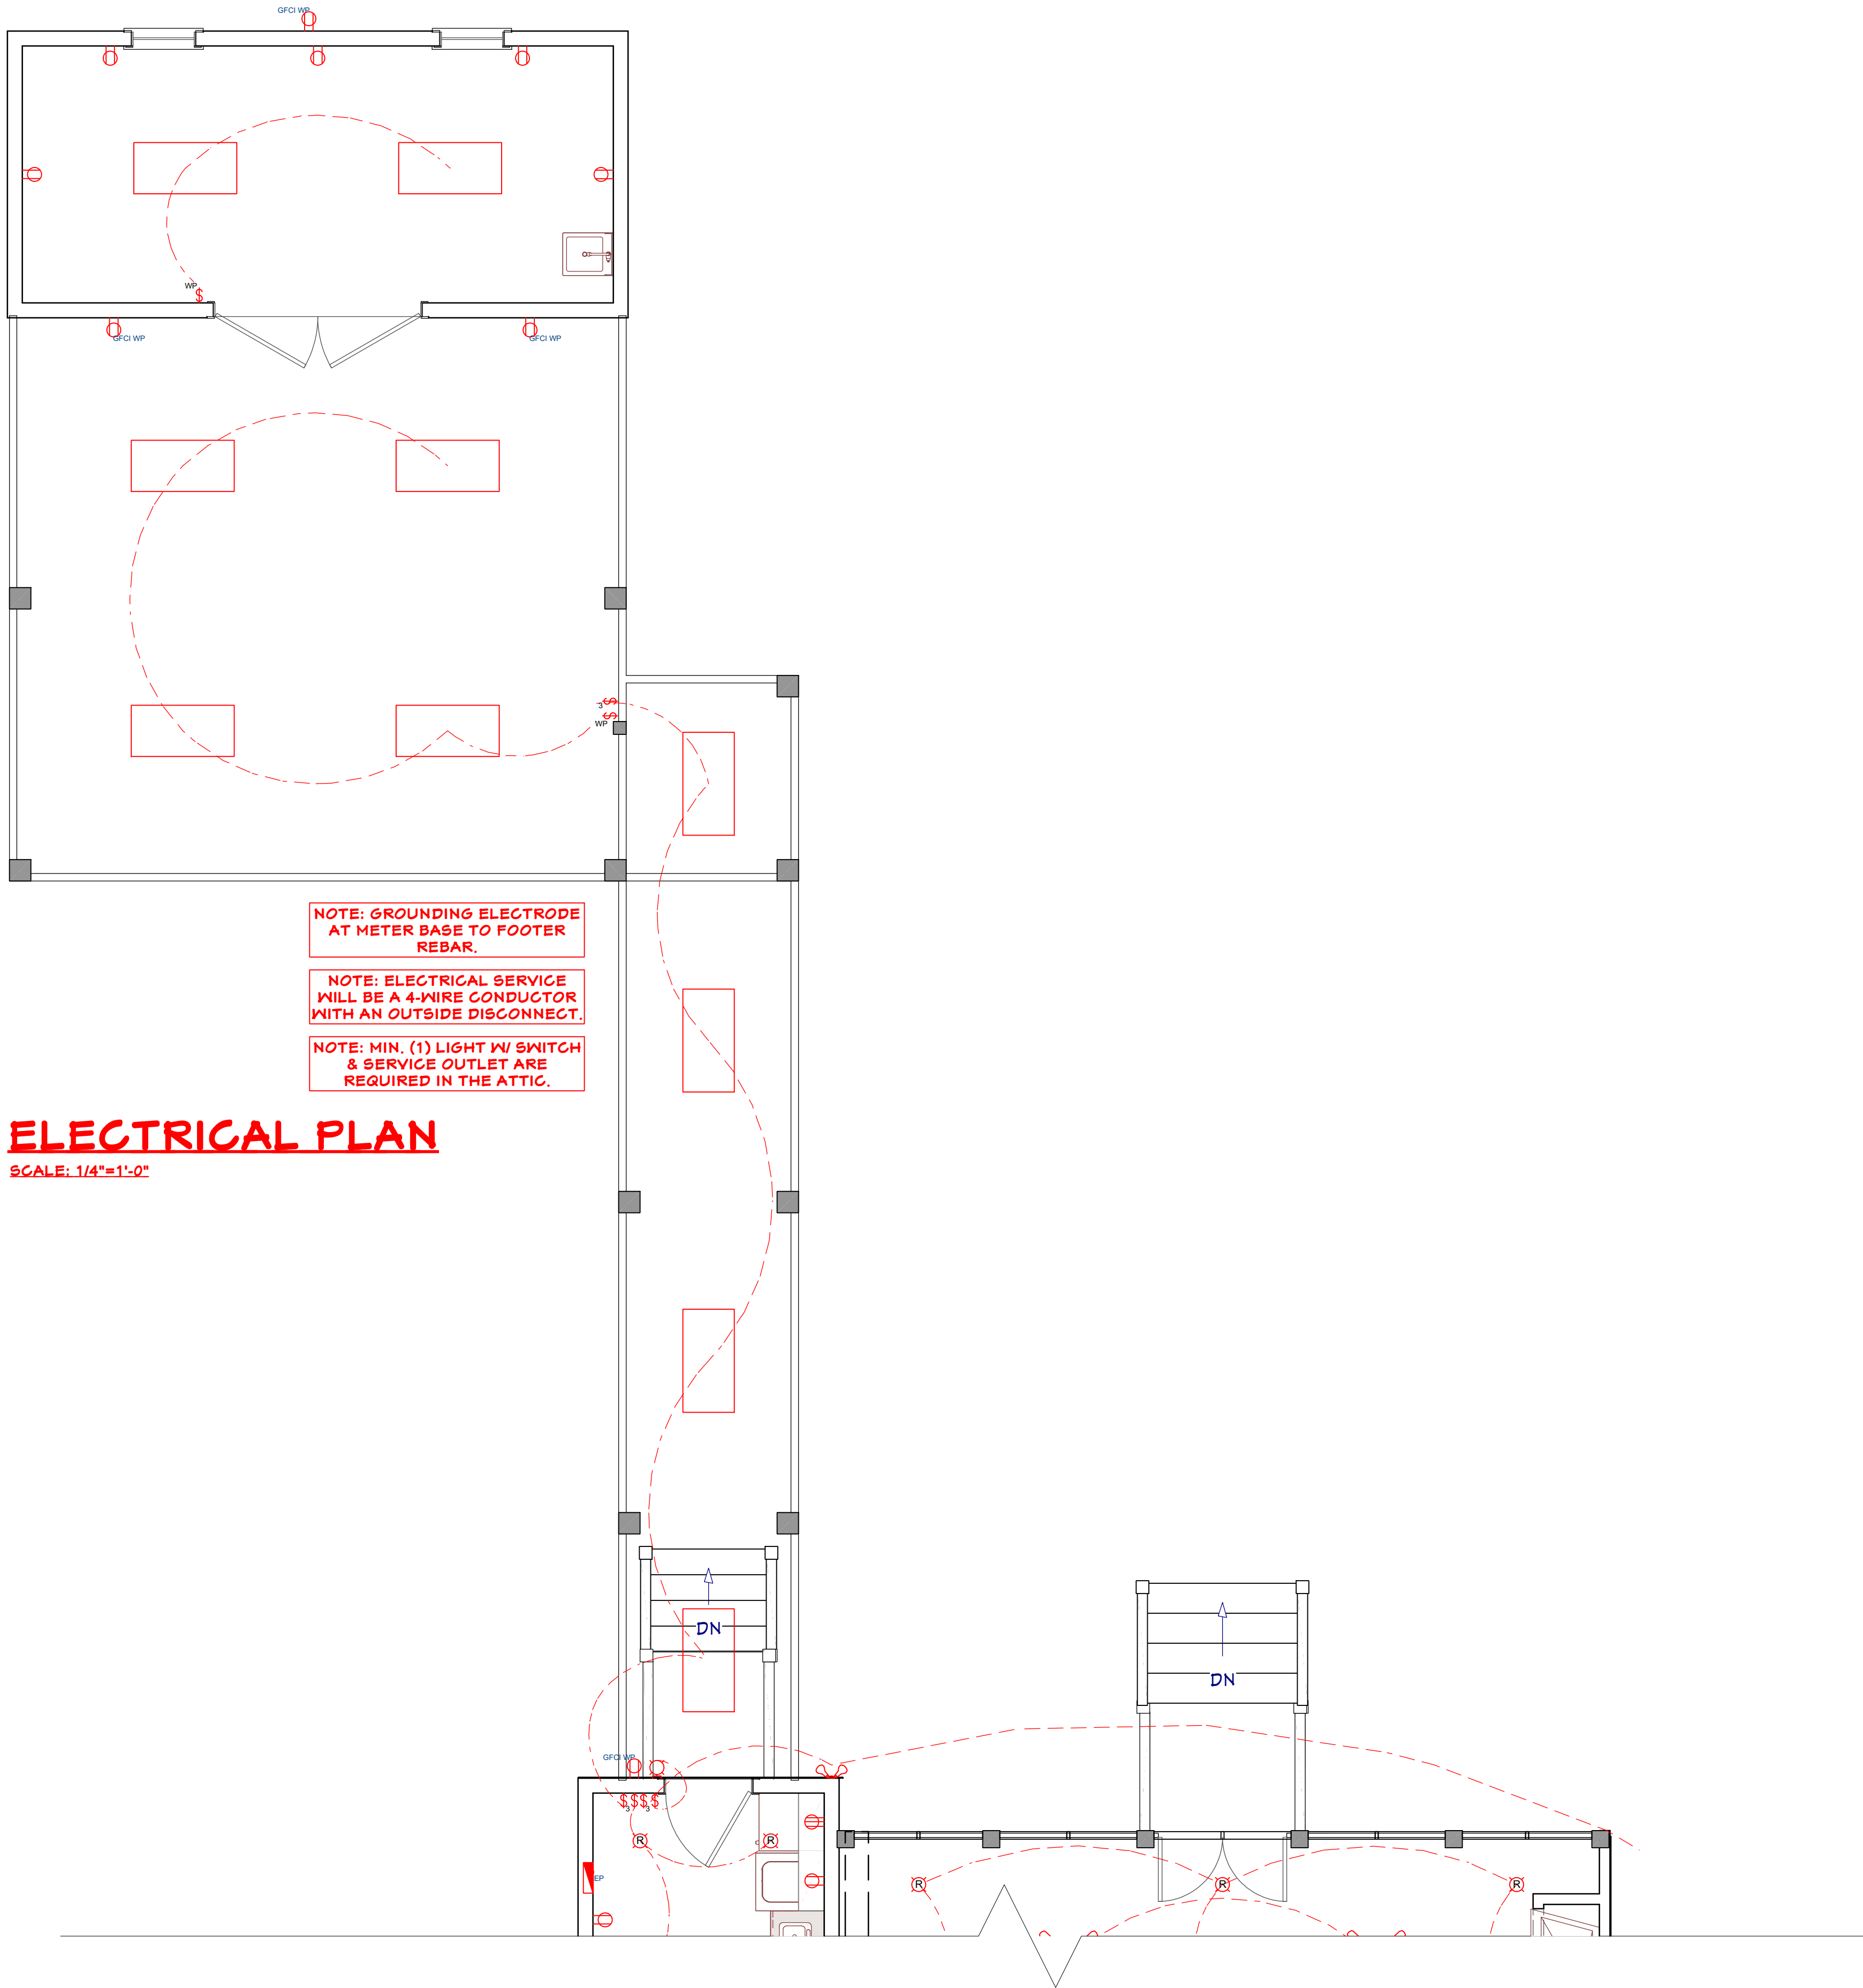 GFCI WP
WP
$
GFCI WP
GFCI WP
3 $
$
WP
NOTE: GROUNDING ELECTRODE
AT METER BASE TO FOOTER
REBAR.
NOTE: ELECTRICAL SERVICE
WILL BE A 4-WIRE CONDUCTOR
WITH AN OUTSIDE DISCONNECT.
NOTE: MIN. (1) LIGHT W/ SWITCH
& SERVICE OUTLET ARE
REQUIRED IN THE ATTIC.
ELECTRICAL PLAN
SCALE: 1/4"=1'-0"
DN
DN
GFCI WP
$ $ $ $
3 3
R R
EP
R R R